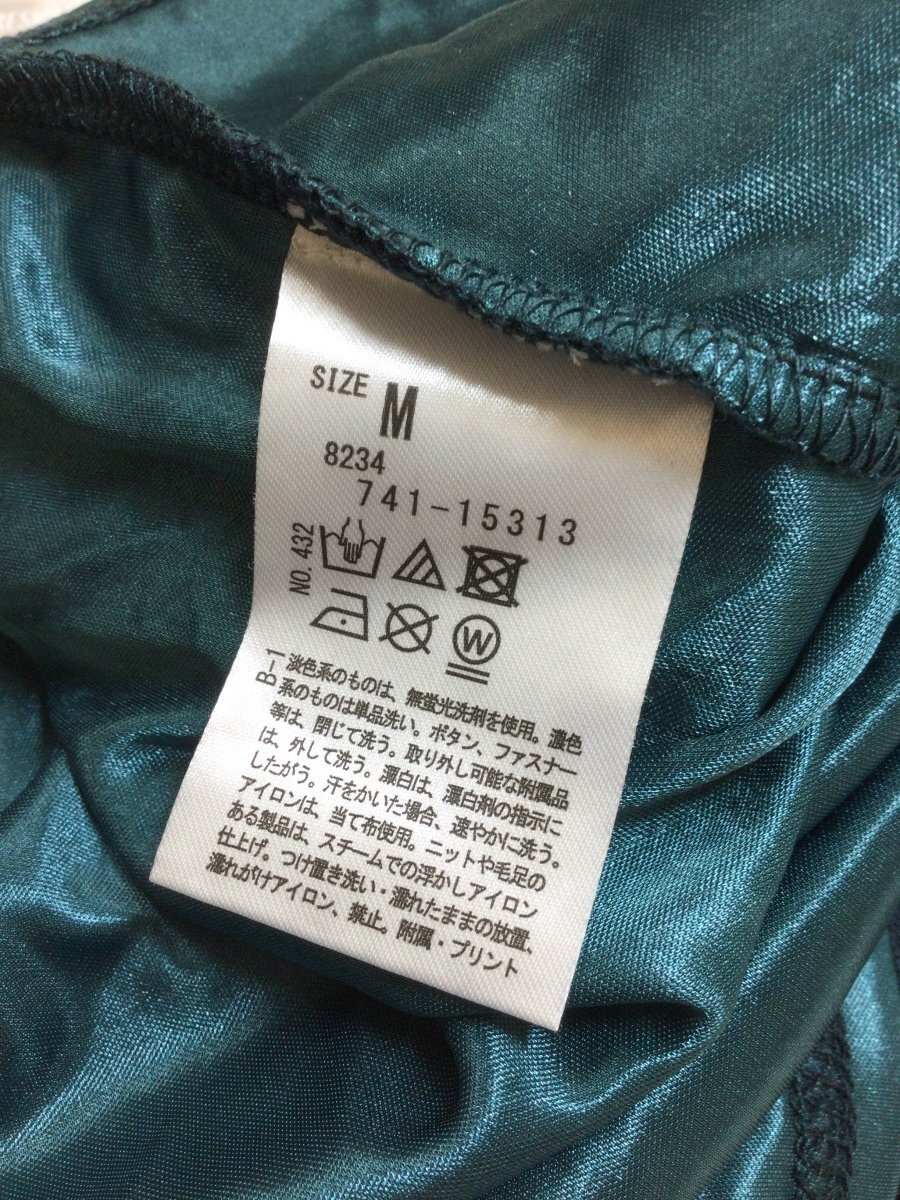 SIZE M
8234
741-15313
NO. 432
W
B-1
淡色系のものは、無蛍光洗剤を使用。濃色
系のものは単品洗い。ボタン、ファスナー
等は、閉じて洗う。取り外し可能な附属品
は、外して洗う。漂白は、漂白剤の指示に
したがう。汗をかいた場合、速やかに洗う。
アイロンは、当て布使用。ニットや毛足の
ある製品は、スチームでの浮かしアイロン
仕上げ。つけ置き洗い・濡れたままの放置、
濡れがけアイロン、禁止。附属・プリント